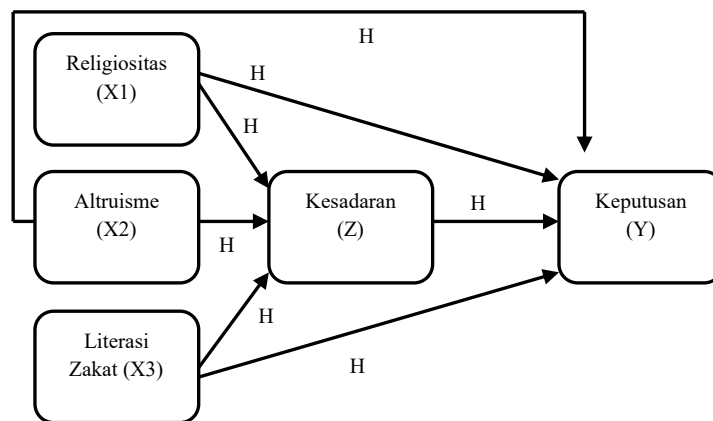 H
Religiositas
(X1)
H
H
Altruisme
(X2)
H
Kesadaran
(Z)
H
Keputusan
(Y)
Literasi
Zakat (X3)
H
H